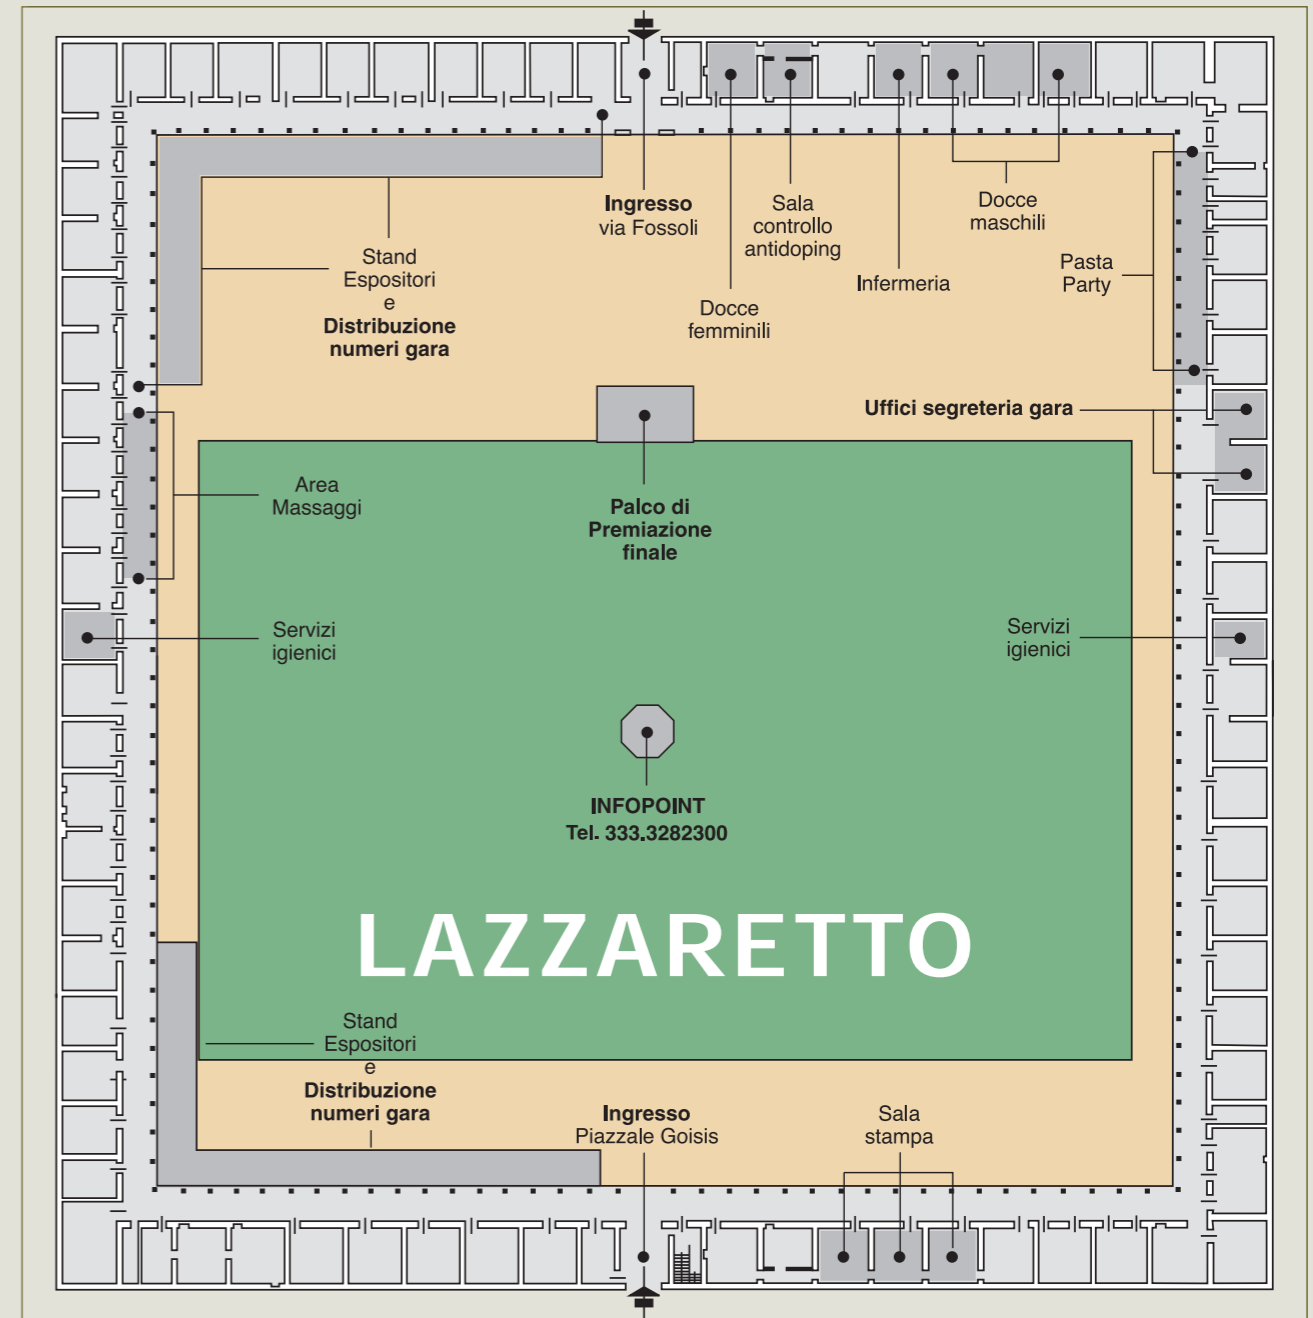 Ingresso
via Fossoli
Sala
controllo
antidoping
Docce
maschili
Stand
Espositori
e
Distribuzione
numeri gara
Pasta
Party
Infermeria
Docce
femminili
Uffici segreteria gara
Area
Massaggi
Palco di
Premiazione
finale
Servizi
igienici
Servizi
igienici
INFOPOINT
Tel. 333.3282300
LAZZARETTO
Stand
Espositori
e
Distribuzione
numeri gara
Ingresso
Piazzale Goisis
Sala
stampa